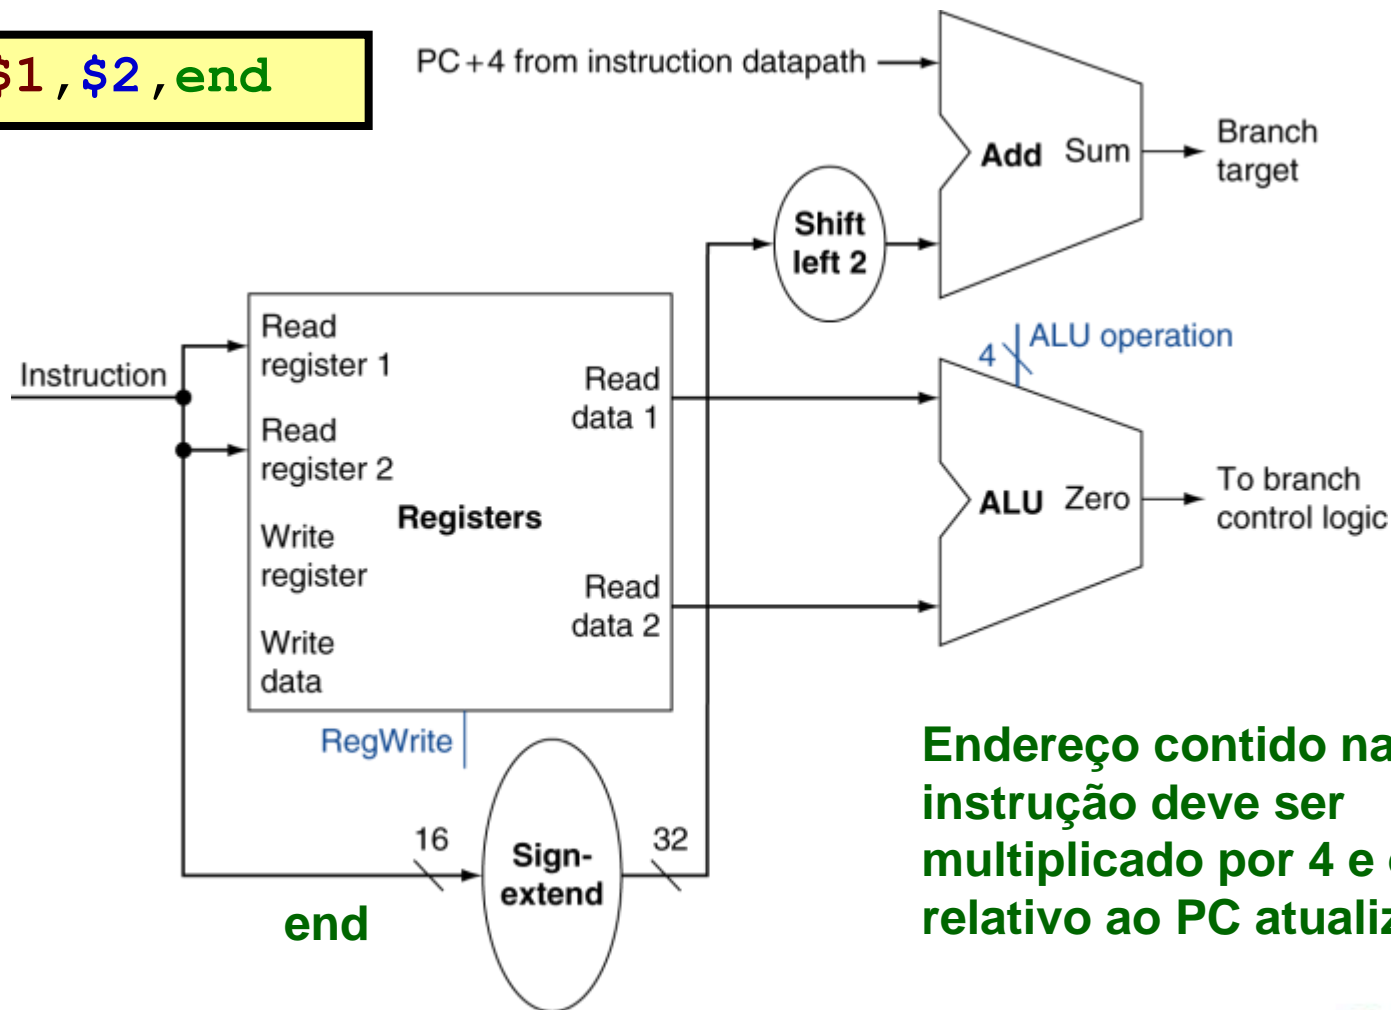 $1,$2,end
PC+4 from instruction datapath
Add Sum
Branch
target
Shift
left 2
4
ALU operation
Instruction
Read
register 1
Read
register 2
Write
register
Write
data
Registers
Read
data 1
Read
data 2
ALU Zero
To branch
control logic
RegWrite
16
Sign-
extend
32
end
Endereço contido na
instrução deve ser
multiplicado por 4 e
relativo ao PC